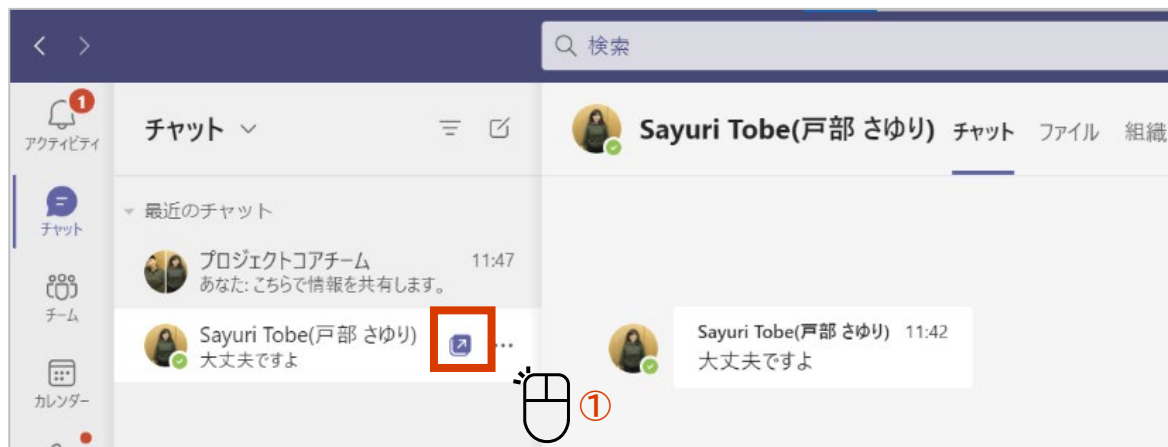 検索
1
アクティビティ
チャット
チーム
カレンダー
チャット
最近のチャット
プロジェクトコアチーム 11:47
あなた: こちらで情報を共有します。
Sayuri Tobe(戸部 さゆり) ...
大丈夫ですよ
①
Sayuri Tobe(戸部 さゆり) チャット ファイル 組織
Sayuri Tobe(戸部 さゆり) 11:42
大丈夫ですよ